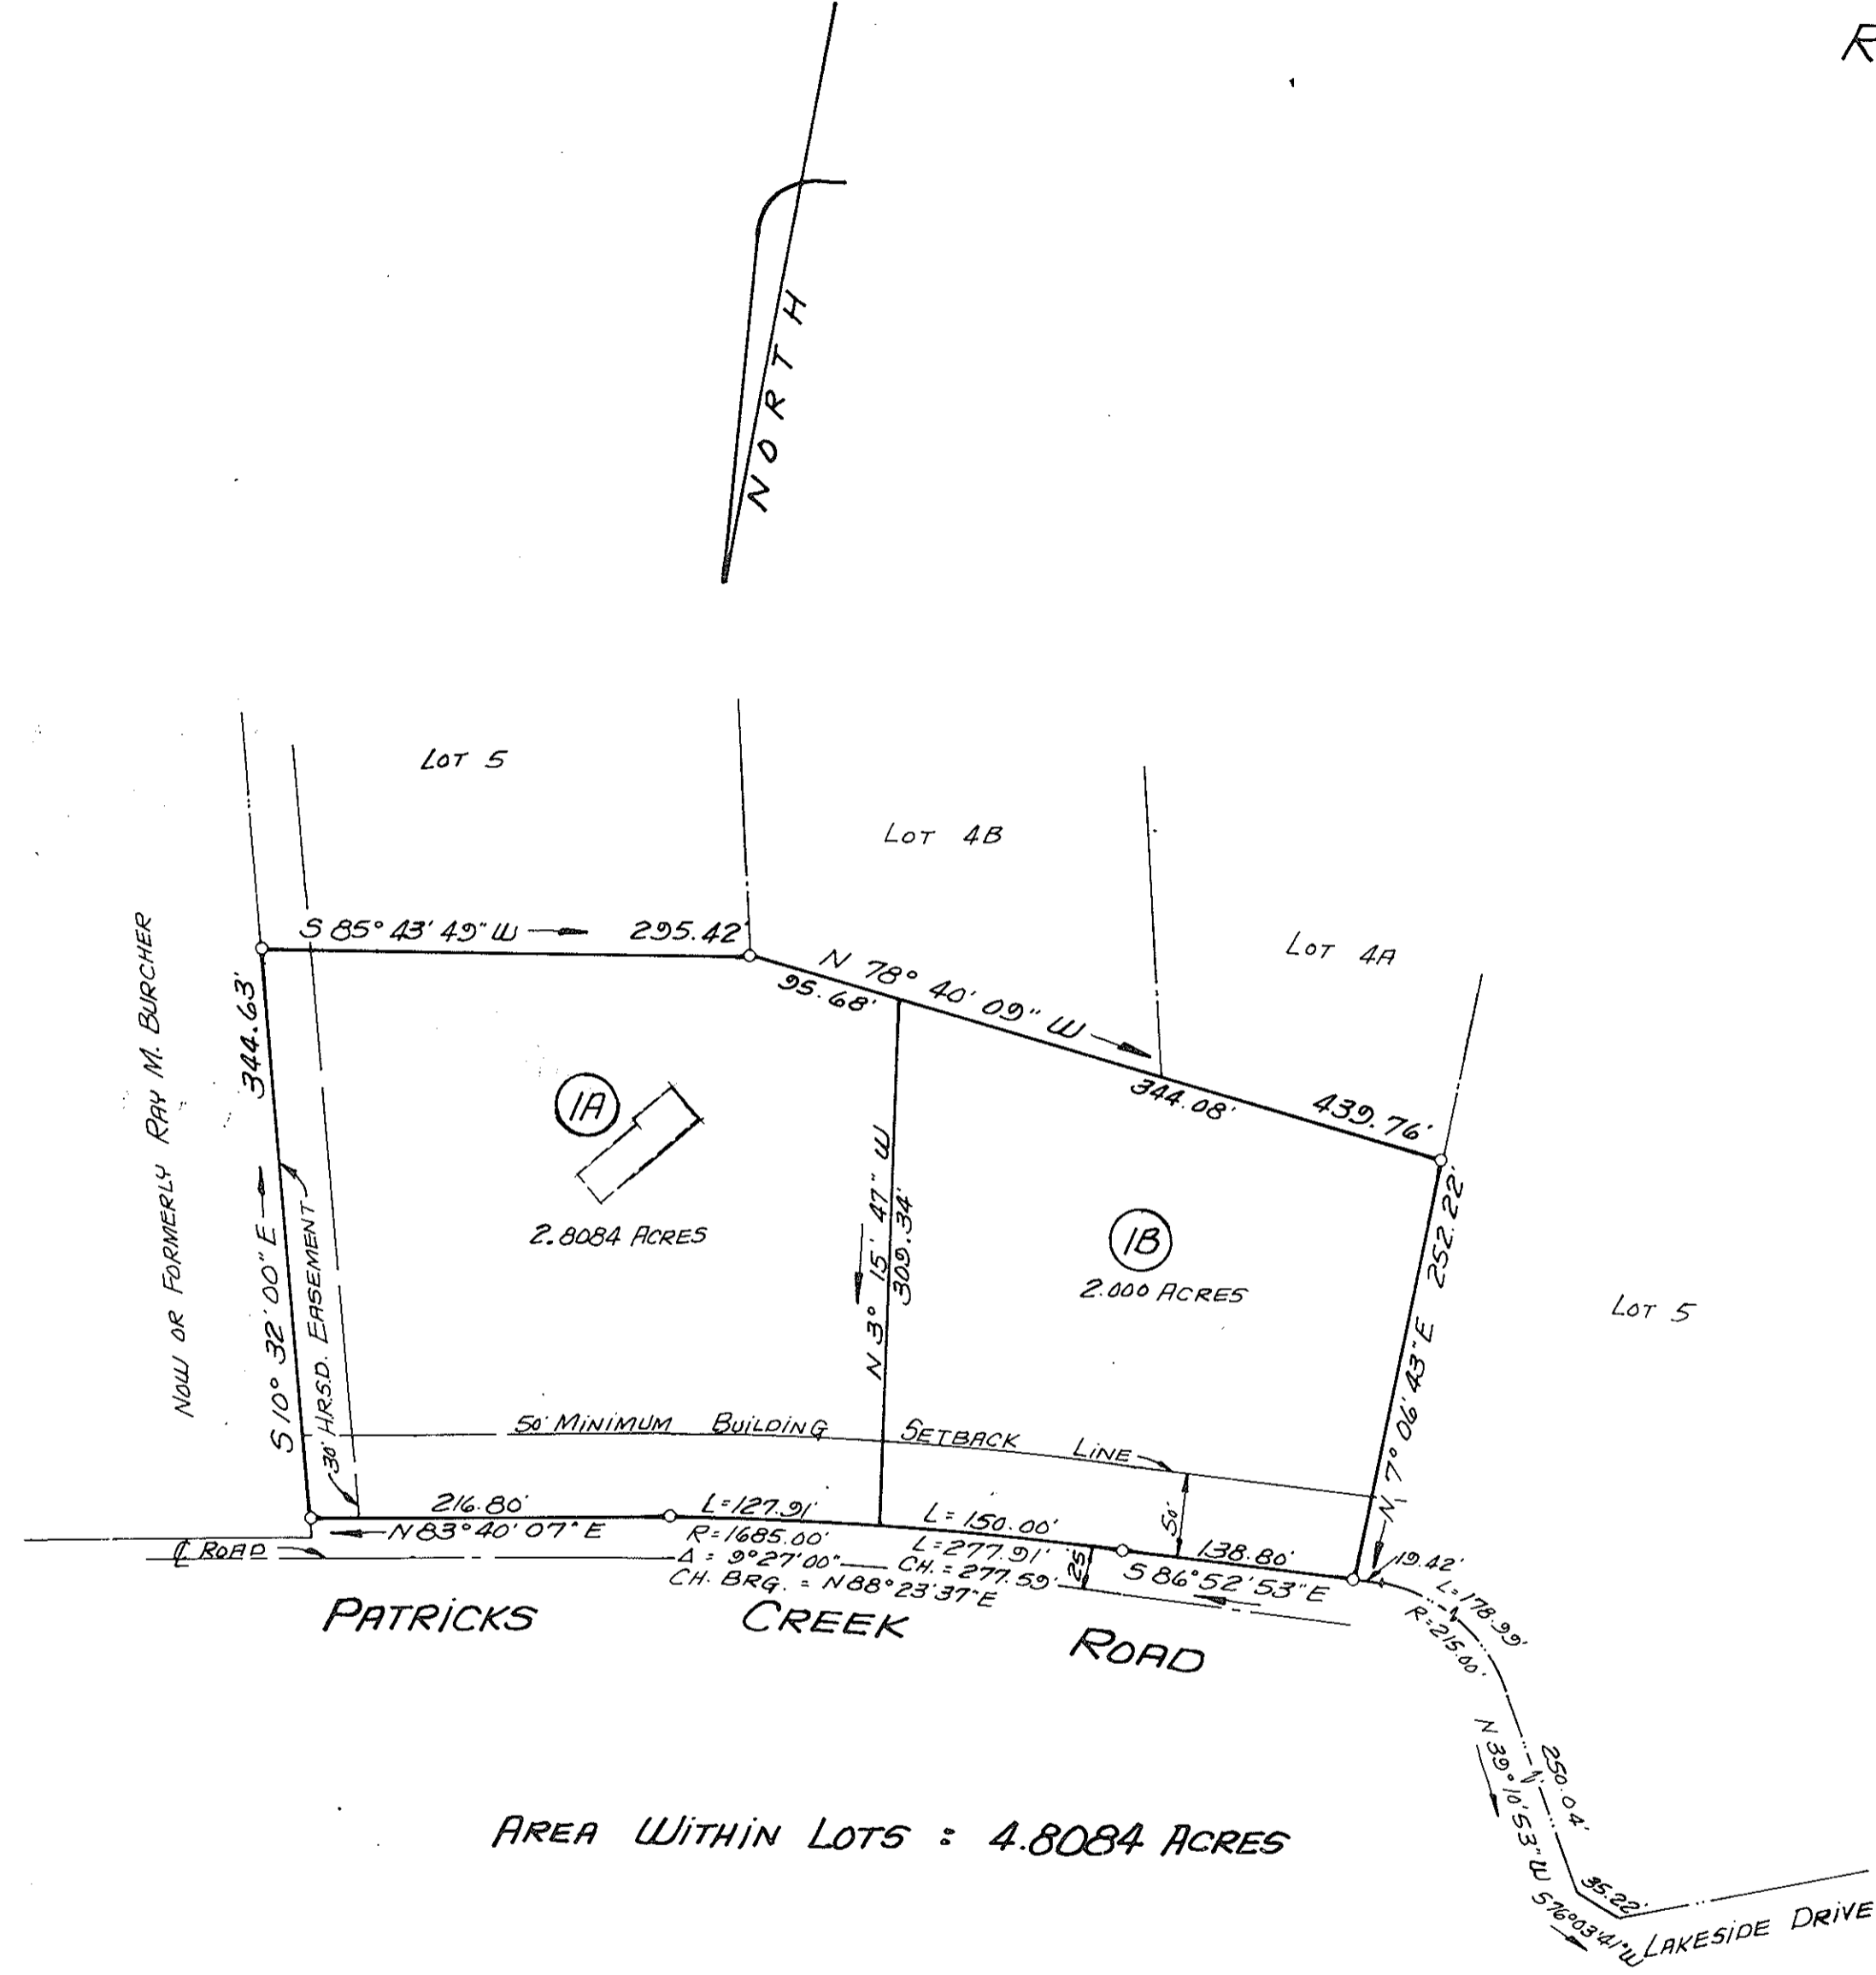 R
NORTH
LOT 5
LOT 4B
LOT 4A
S 85° 43' 49" W 295.42'
N 78° 40' 09" W
95.68'
344.08'
439.76'
NOW OR FORMERLY RAY M. BURCHER
344.63'
S 10° 32' 00" E
30' H.R.S.D. EASEMENT
1A
2.8084 ACRES
N 3° 15' 47" W
309.34'
1B
2.000 ACRES
252.22'
N 7° 06' 43" E
LOT 5
50' MINIMUM BUILDING SETBACK LINE
50'
216.80'
N 83° 40' 07" E
L=127.91'
R=1685.00'
L=150.00'
L=277.91'
Δ = 9°27'00" CH. = 277.59'
CH. BRG. = N 88° 23' 37" E
25'
138.80'
S 86° 52' 53" E
19.42'
L=178.99'
R=215.00'
℄ ROAD
PATRICKS CREEK ROAD
250.04'
N 39° 10' 53" W
35.22'
S 76° 03' 41" W
LAKESIDE DRIVE
AREA WITHIN LOTS : 4.8084 ACRES